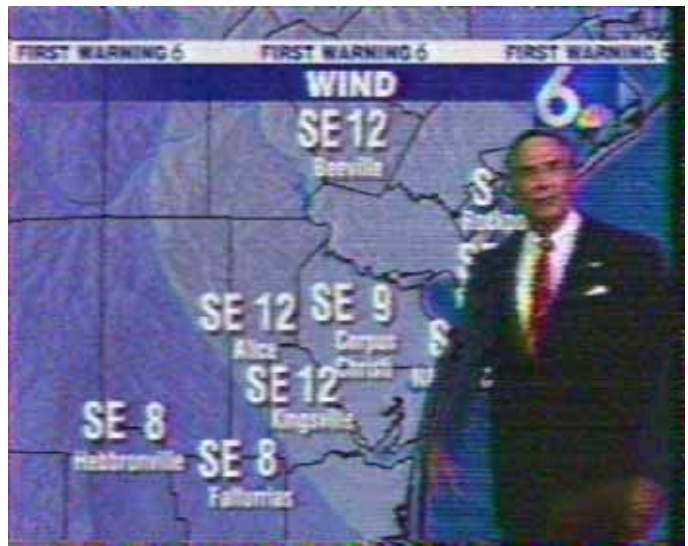 FIRST WARNING 6 FIRST WARNING 6 FIRST WARNING 6
WIND
6
SE 12
Beeville
S
SE 12
Alice
SE 9
Corpus
Christi
S
SE 12
Kingsville
SE 8
Hebbronville
SE 8
Falfurrias